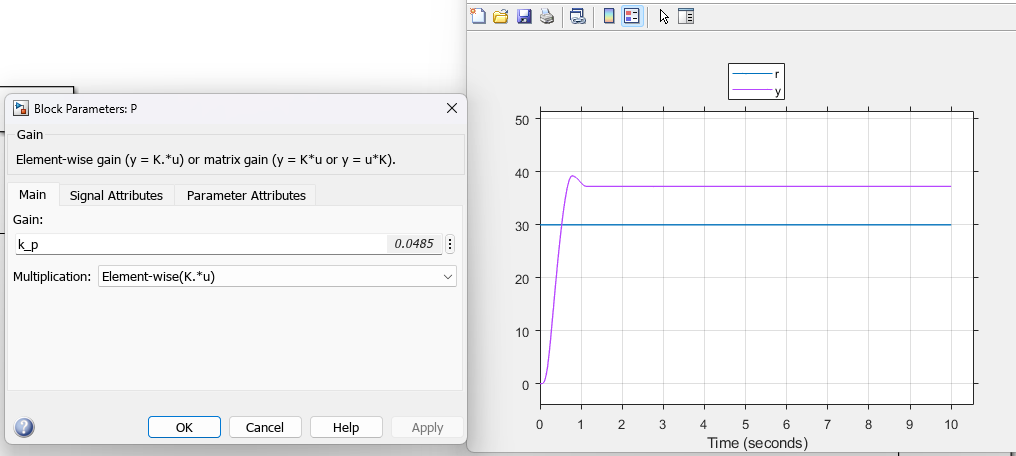 Block Parameters: P
Gain
Element-wise gain (y = K.*u) or matrix gain (y = K*u or y = u*K).
Main Signal Attributes Parameter Attributes
Gain:
k_p 0.0485
Multiplication: Element-wise(K.*u)
OK Cancel Help Apply
r
y
50
40
30
20
10
0
0 1 2 3 4 5 6 7 8 9 10
Time (seconds)